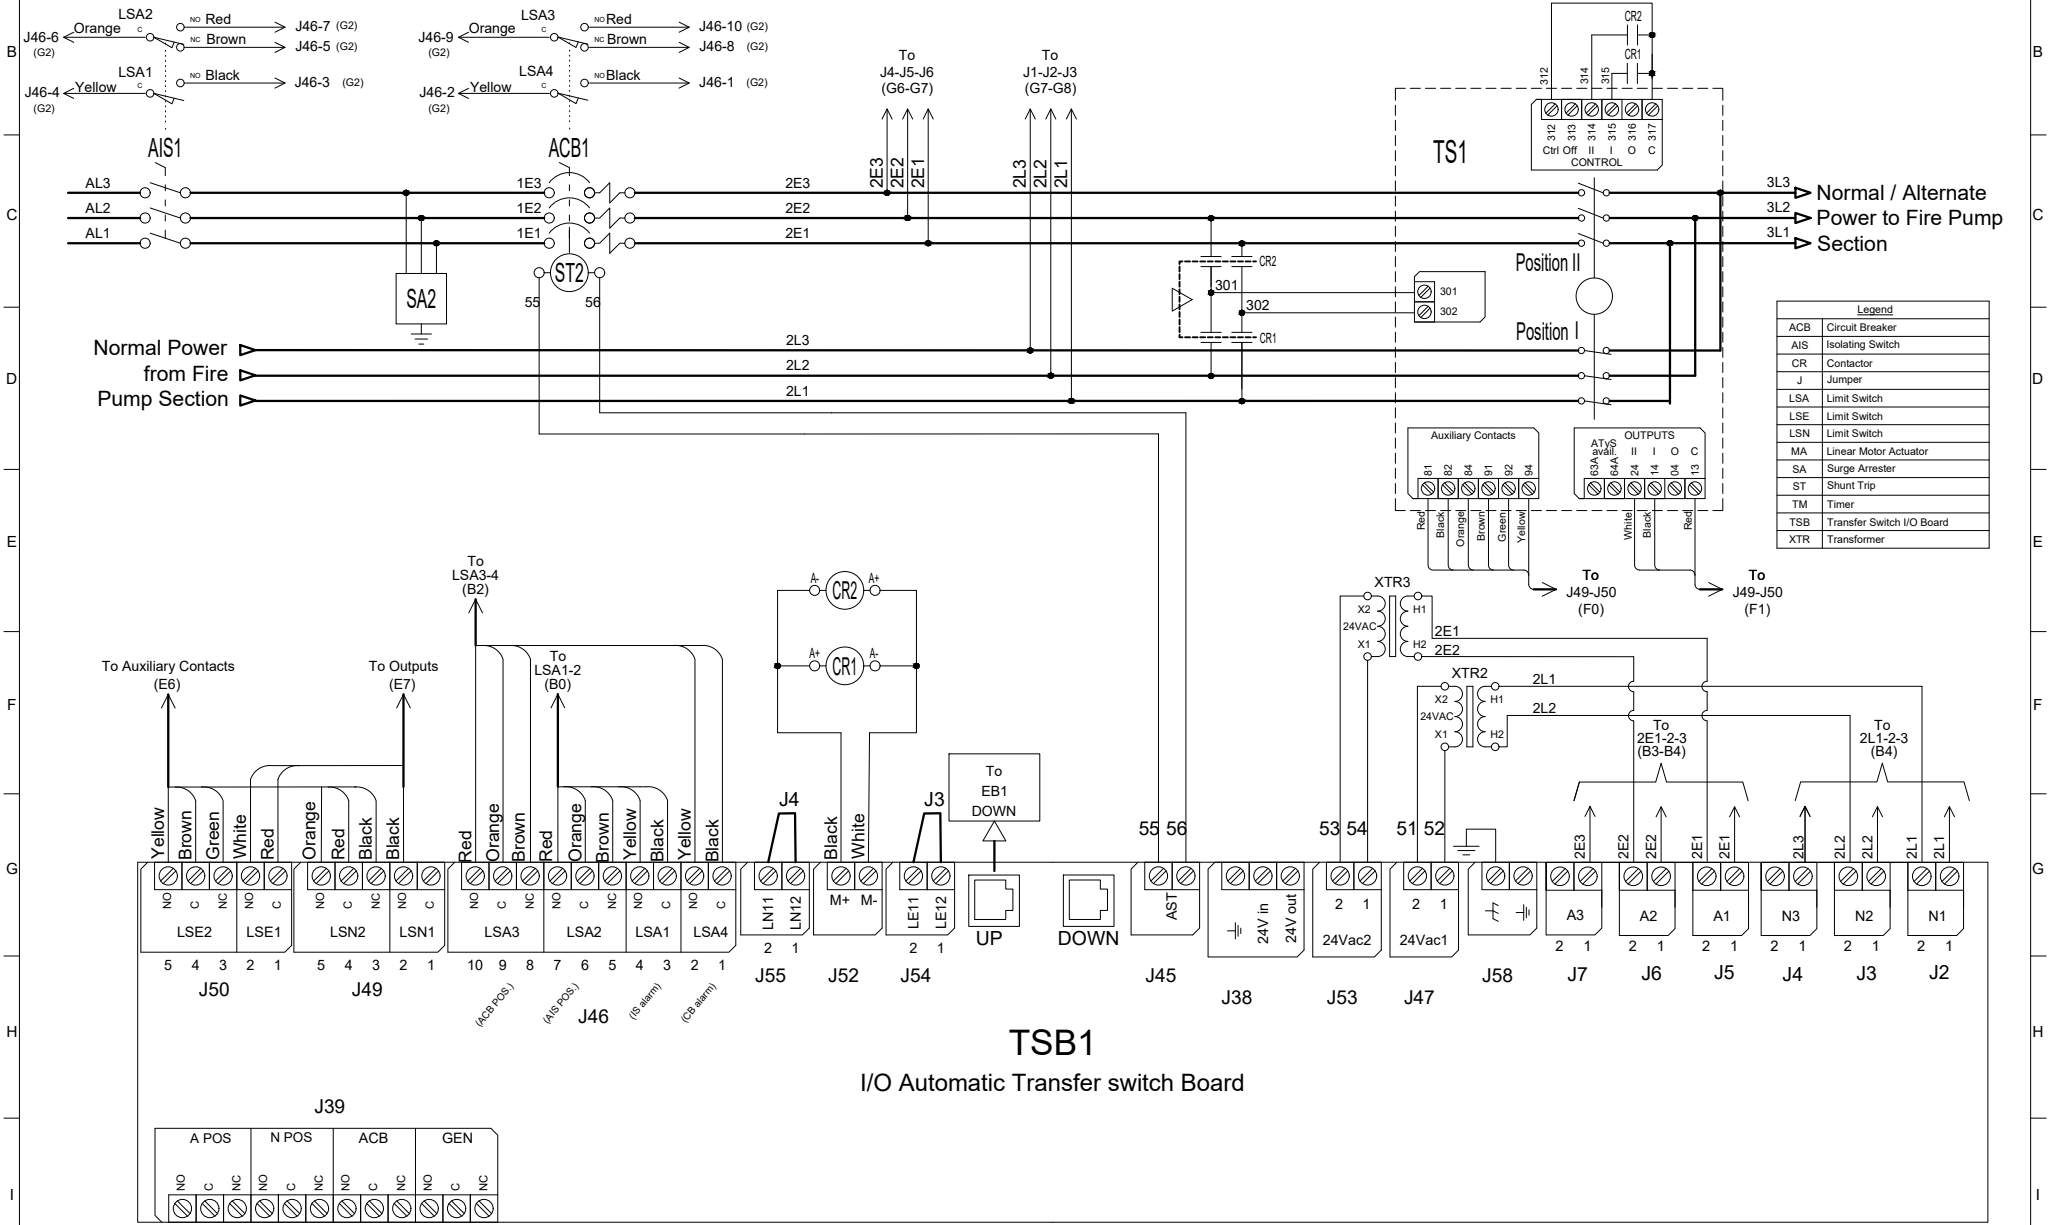 B
LSA2
Orange
C
NO Red
NC Brown
J46-6
(G2)
J46-7 (G2)
J46-5 (G2)
LSA1
Yellow
C
NO Black
J46-4
(G2)
J46-3 (G2)
LSA3
Orange
C
NO Red
NC Brown
J46-9
(G2)
J46-10 (G2)
J46-8 (G2)
LSA4
Yellow
C
NO Black
J46-2
(G2)
J46-1 (G2)
To
J4-J5-J6
(G6-G7)
To
J1-J2-J3
(G7-G8)
CR2
CR1
312
314
315
B
312 313 314 315 316 317
Ctrl Off II I O C
CONTROL
TS1
AIS1
ACB1
2E3
2E2
2E1
2L3
2L2
2L1
C
AL3
AL2
AL1
1E3
1E2
1E1
2E3
2E2
2E1
3L3
3L2
3L1
Normal / Alternate
Power to Fire Pump
Section
C
SA2
ST2
55
56
CR2
301
302
CR1
301
302
Position II
Position I
D
Normal Power
from Fire
Pump Section
2L3
2L2
2L1
D
Legend
ACB Circuit Breaker
AIS Isolating Switch
CR Contactor
J Jumper
LSA Limit Switch
LSE Limit Switch
LSN Limit Switch
MA Linear Motor Actuator
SA Surge Arrester
ST Shunt Trip
TM Timer
TSB Transfer Switch I/O Board
XTR Transformer
Auxiliary Contacts
81 82 84 91 92 94
Red
Black
Orange
Brown
Green
Yellow
OUTPUTS
ATyS
avail. II I O C
63A 64A 24 14 04 13
White
Black
Red
To
J49-J50
(F0)
To
J49-J50
(F1)
E
E
To
LSA3-4
(B2)
A- CR2 A+
A+ CR1 A-
XTR3
X2
24VAC
X1
H1
H2
2E1
2E2
XTR2
X2
24VAC
X1
H1
H2
2L1
2L2
F
To Auxiliary Contacts
(E6)
To Outputs
(E7)
To
LSA1-2
(B0)
To
2E1-2-3
(B3-B4)
To
2L1-2-3
(B4)
F
To
EB1
DOWN
G
Yellow
Brown
Green
White
Red
Orange
Red
Black
Black
Red
Orange
Brown
Red
Orange
Brown
Yellow
Black
Yellow
Black
J4
Black
White
J3
55 56
53 54
51 52
2E3
2E2
2E2
2E1
2E1
2L3
2L2
2L2
2L1
2L1
G
NO C NC NO C
LSE2 LSE1
5 4 3 2 1
J50
NO C NC NO C
LSN2 LSN1
5 4 3 2 1
J49
NO C NC NO C NC NO C NO C
LSA3 LSA2 LSA1 LSA4
10 9 8 7 6 5 4 3 2 1
(ACB POS.)
(AIS POS.)
(IS alarm)
(CB alarm)
J46
LN11 LN12
2 1
J55
M+ M-
J52
LE11 LE12
2 1
J54
UP
DOWN
AST
J45
24V in
24V out
J38
2 1
24Vac2
J53
2 1
24Vac1
J47
J58
A3
2 1
J7
A2
2 1
J6
A1
2 1
J5
N3
2 1
J4
N2
2 1
J3
N1
2 1
J2
H
TSB1
I/O Automatic Transfer switch Board
H
J39
I
A POS N POS ACB GEN
NO C NC NO C NC NO C NC NO C NC
I